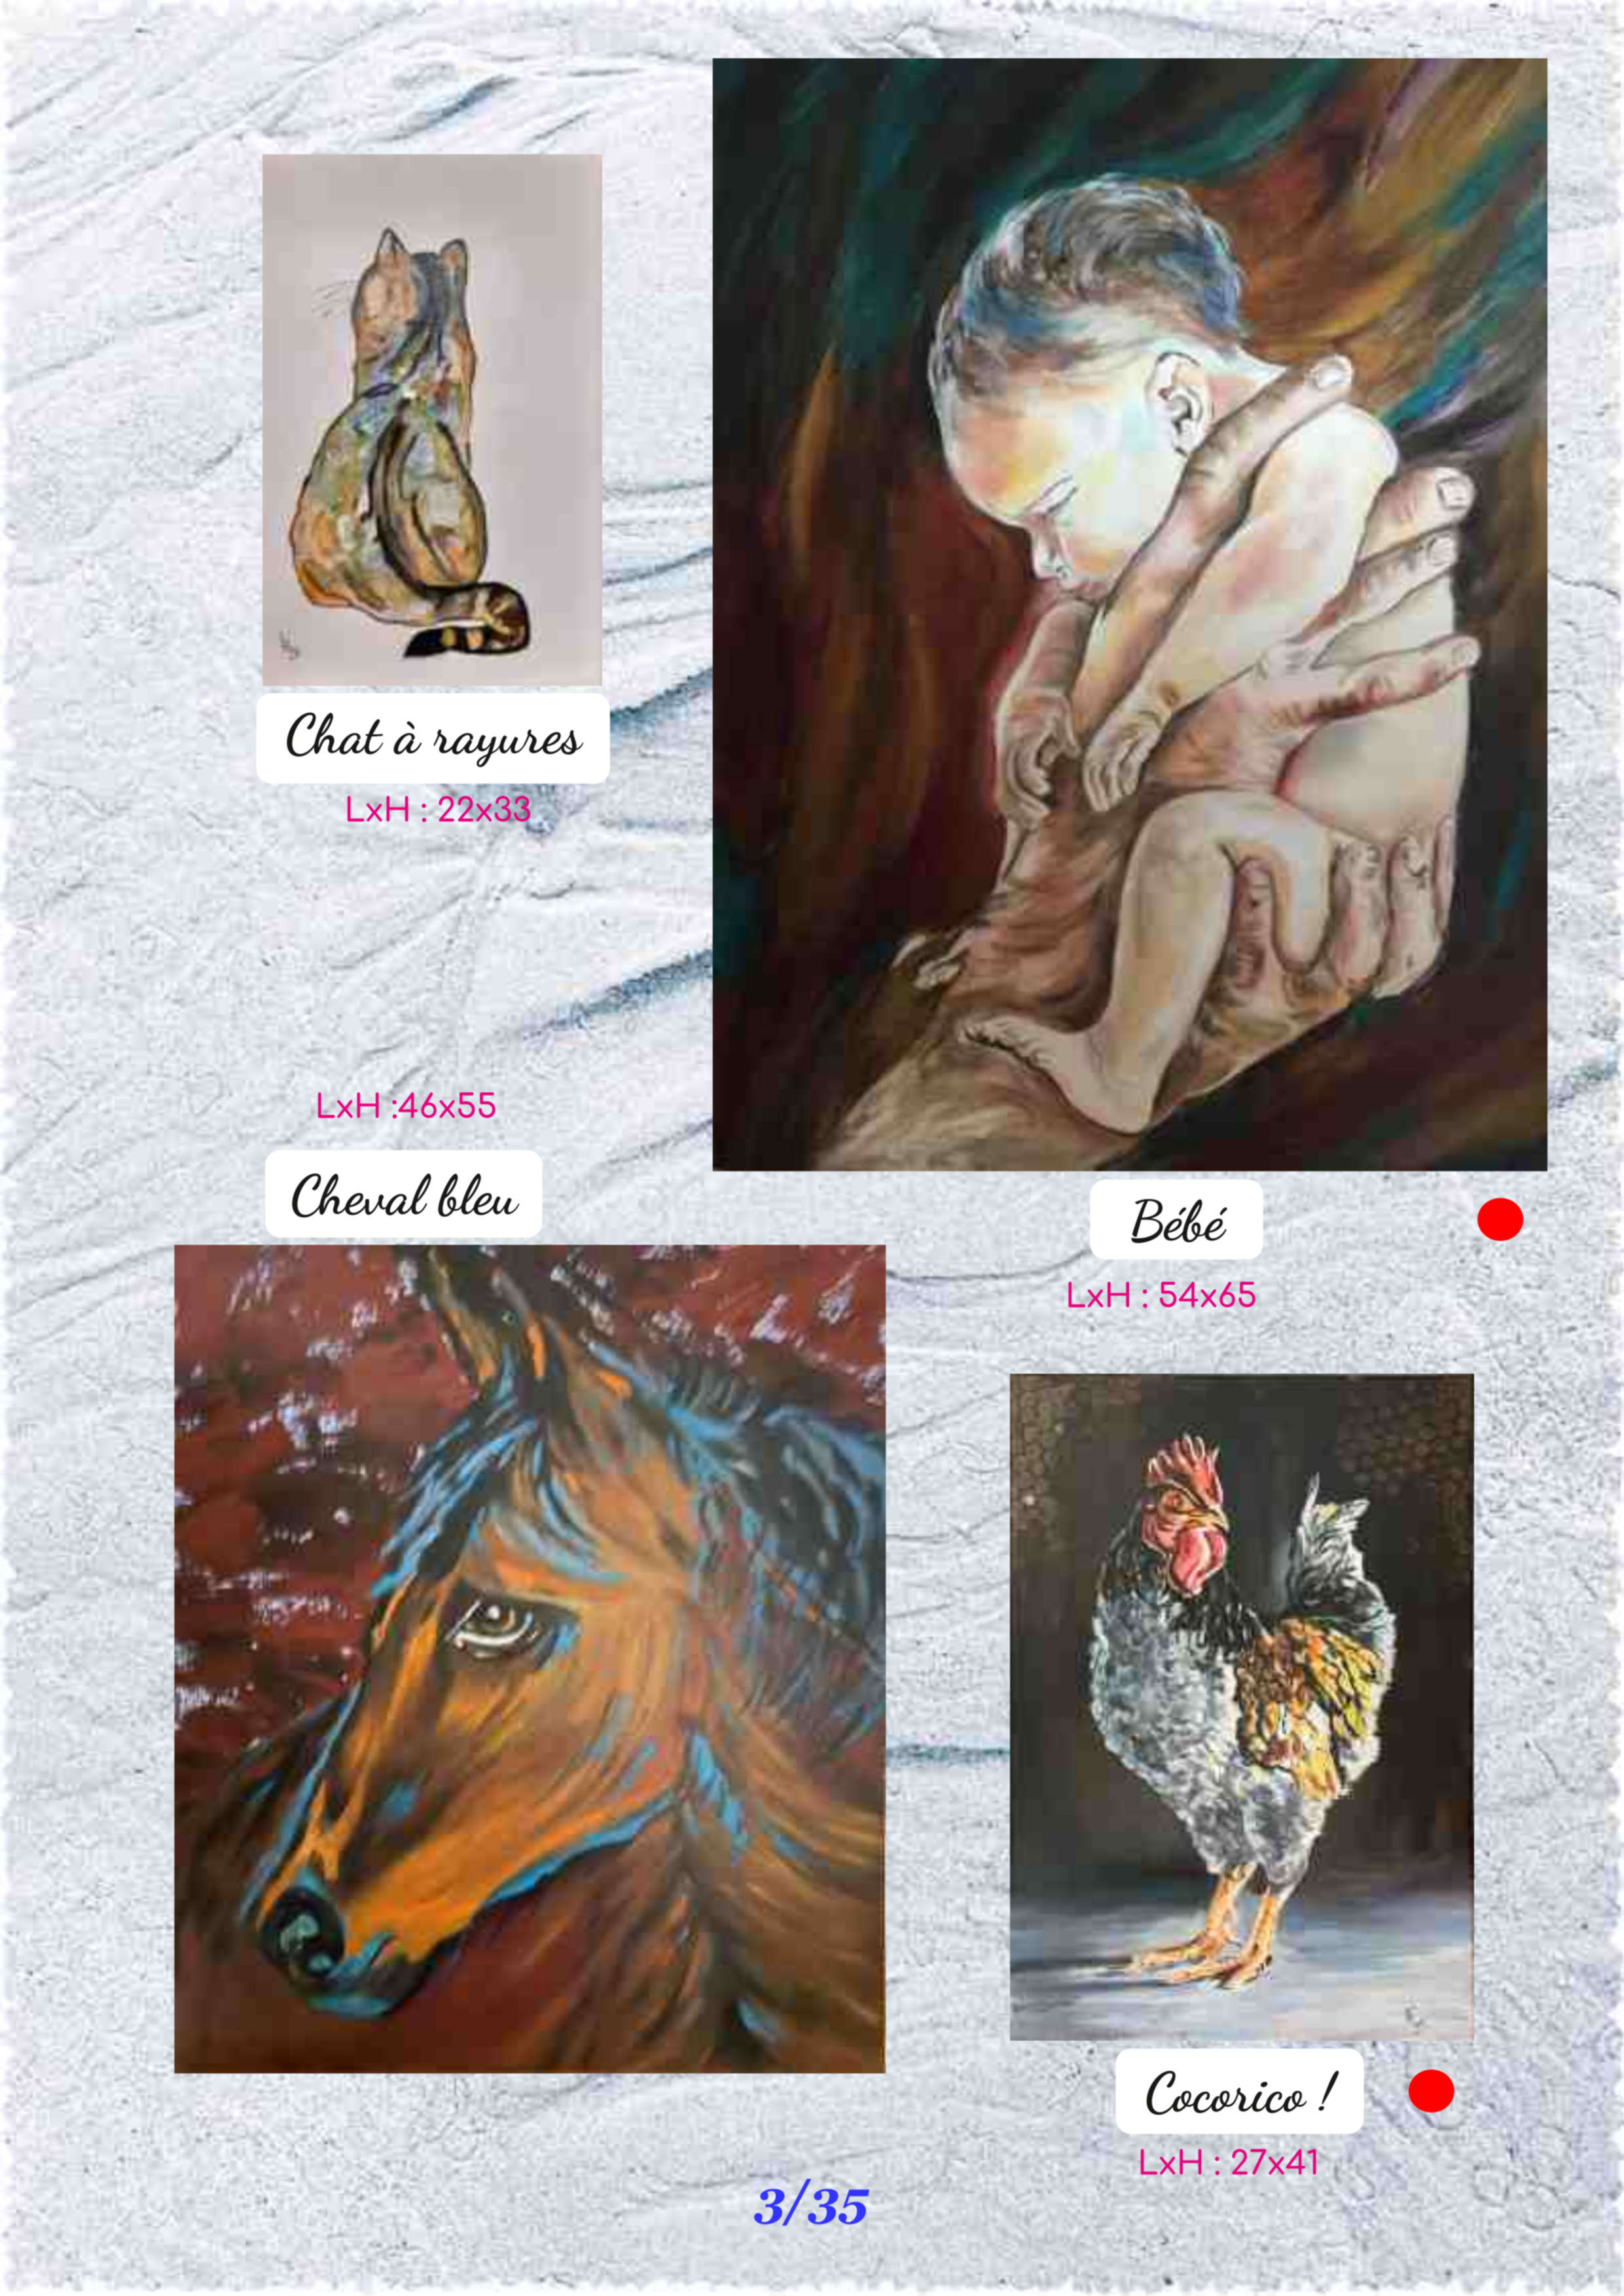 Chat à rayures
LxH : 22x33
LxH :46x55
Cheval bleu
Bébé
LxH : 54x65
Cocorico !
LxH : 27x41
3/35